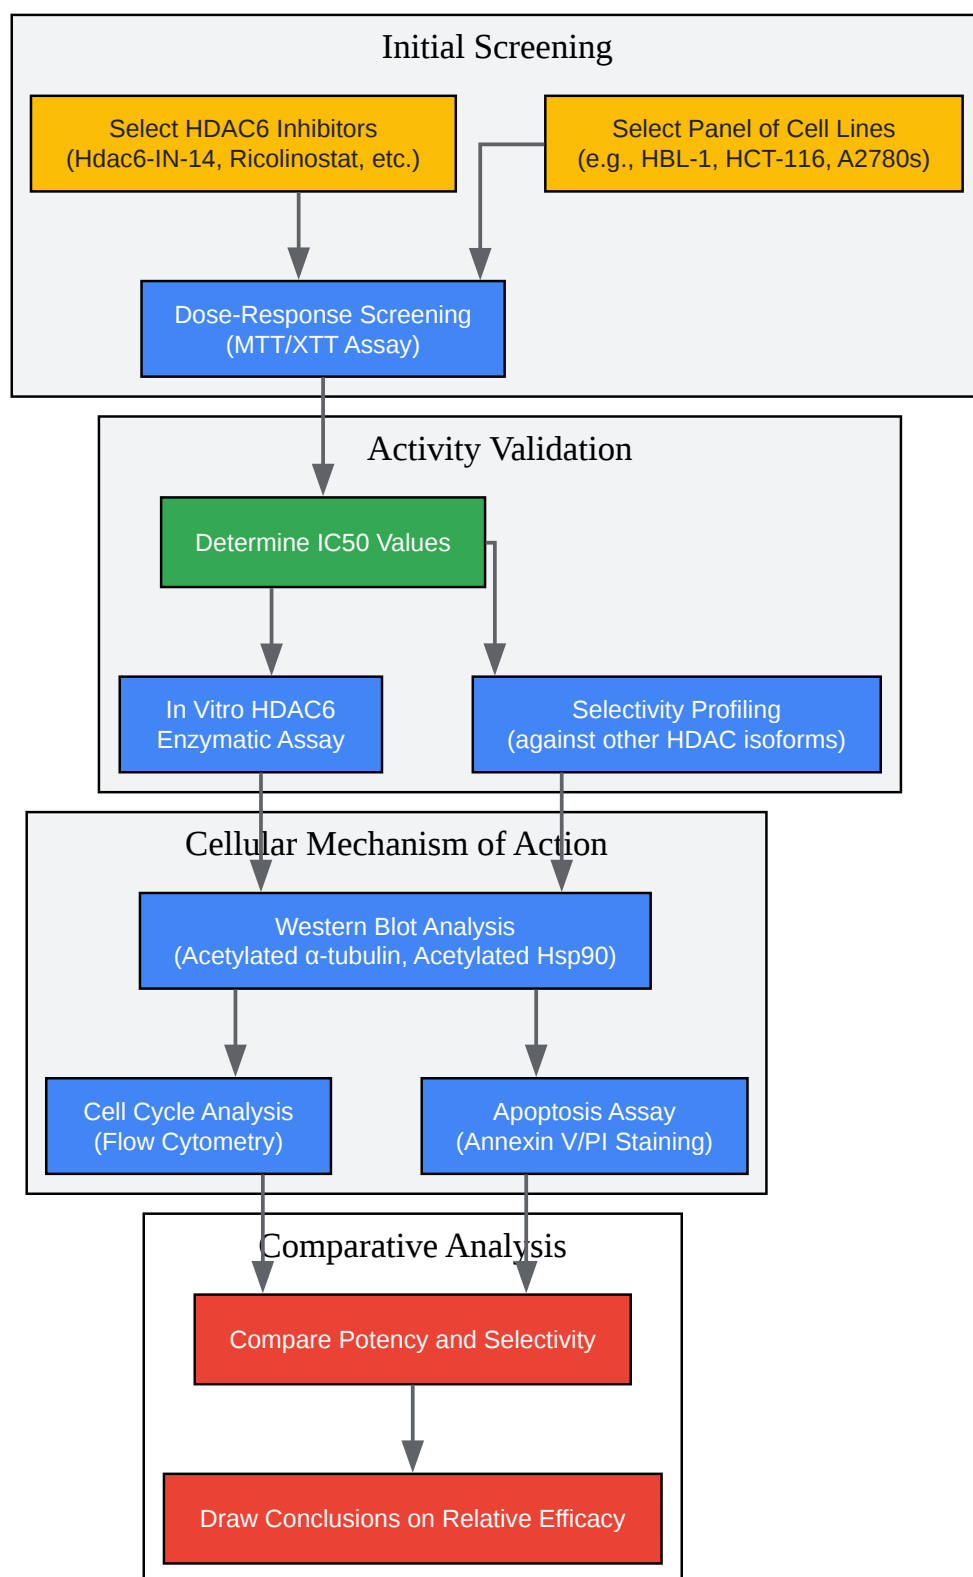 Initial Screening
Select HDAC6 Inhibitors
(Hdac6-IN-14, Ricolinostat, etc.)
Select Panel of Cell Lines
(e.g., HBL-1, HCT-116, A2780s)
Dose-Response Screening
(MTT/XTT Assay)
Activity Validation
Determine IC50 Values
In Vitro HDAC6
Enzymatic Assay
Selectivity Profiling
(against other HDAC isoforms)
Cellular Mechanism of Action
Western Blot Analysis
(Acetylated α-tubulin, Acetylated Hsp90)
Cell Cycle Analysis
(Flow Cytometry)
Apoptosis Assay
(Annexin V/PI Staining)
Comparative Analysis
Compare Potency and Selectivity
Draw Conclusions on Relative Efficacy